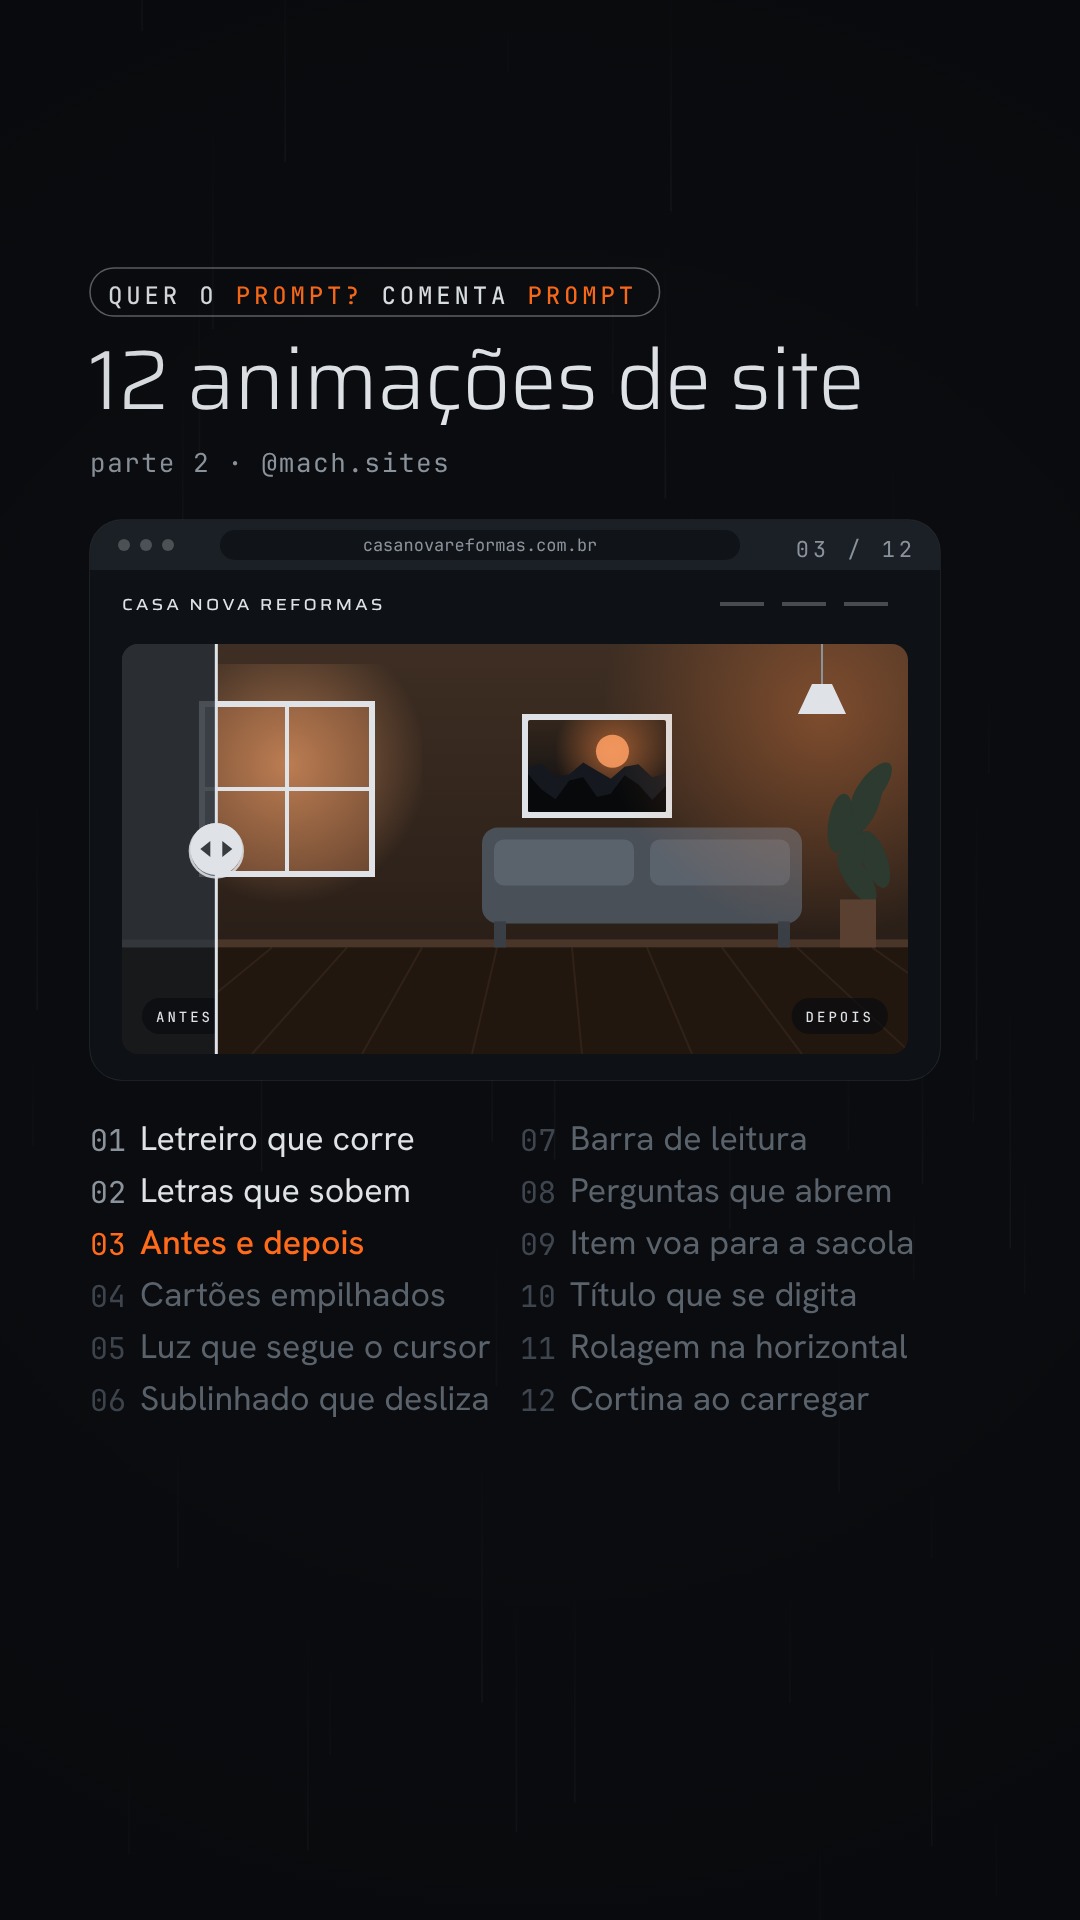 QUER O PROMPT? COMENTA PROMPT
12 animações de site
parte 2 · @mach.sites
casanovareformas.com.br
03 / 12
CASA NOVA REFORMAS
ANTES
DEPOIS
01 Letreiro que corre
02 Letras que sobem
03 Antes e depois
04 Cartões empilhados
05 Luz que segue o cursor
06 Sublinhado que desliza
07 Barra de leitura
08 Perguntas que abrem
09 Item voa para a sacola
10 Título que se digita
11 Rolagem na horizontal
12 Cortina ao carregar